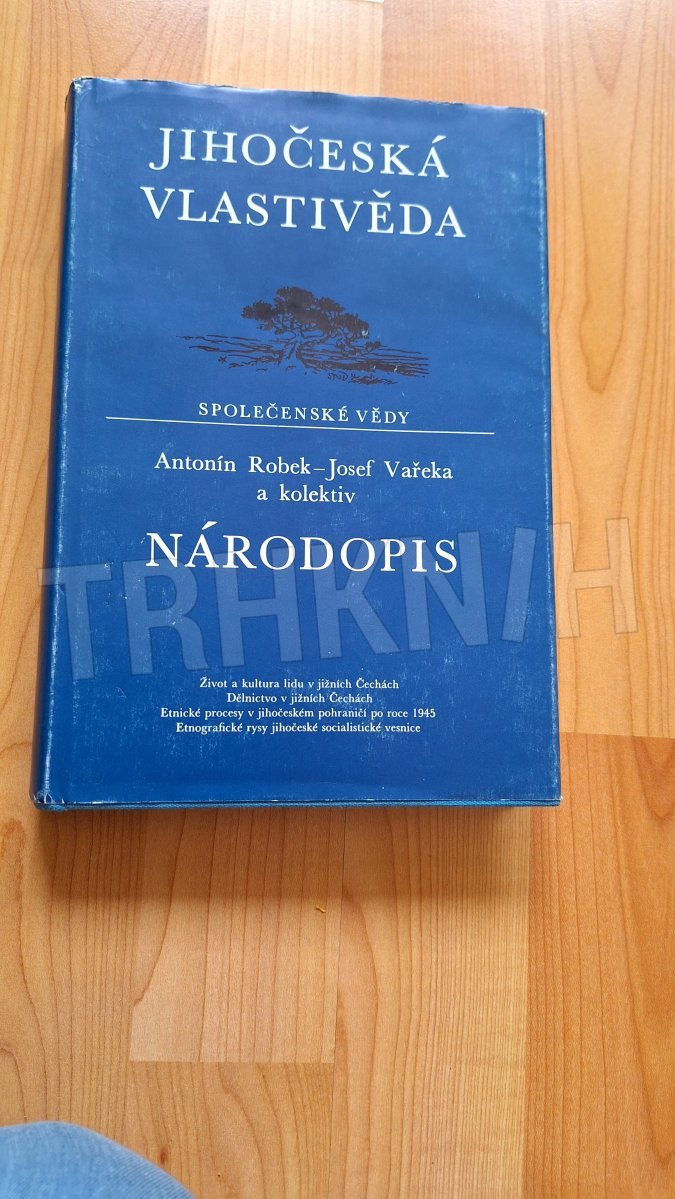 JIHOČESKÁ
VLASTIVĚDA
SPOLEČENSKÉ VĚDY
Antonín Robek – Josef Vařeka
a kolektiv
NÁRODOPIS
TRHKNIH
Život a kultura lidu v jižních Čechách
Dělnictvo v jižních Čechách
Etnické procesy v jihočeském pohraničí po roce 1945
Etnografické rysy jihočeské socialistické vesnice